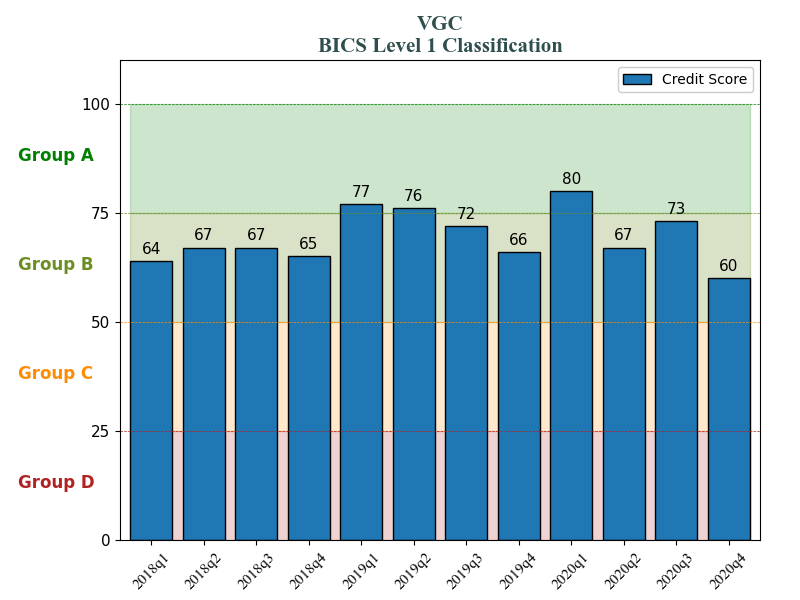 VGC
BICS Level 1 Classification
Credit Score
100
Group A
80
77
76
75
73
72
67
67
67
66
65
64
Group B
60
50
Group C
25
Group D
0
2018q1
2018q2
2018q3
2018q4
2019q1
2019q2
2019q3
2019q4
2020q1
2020q2
2020q3
2020q4